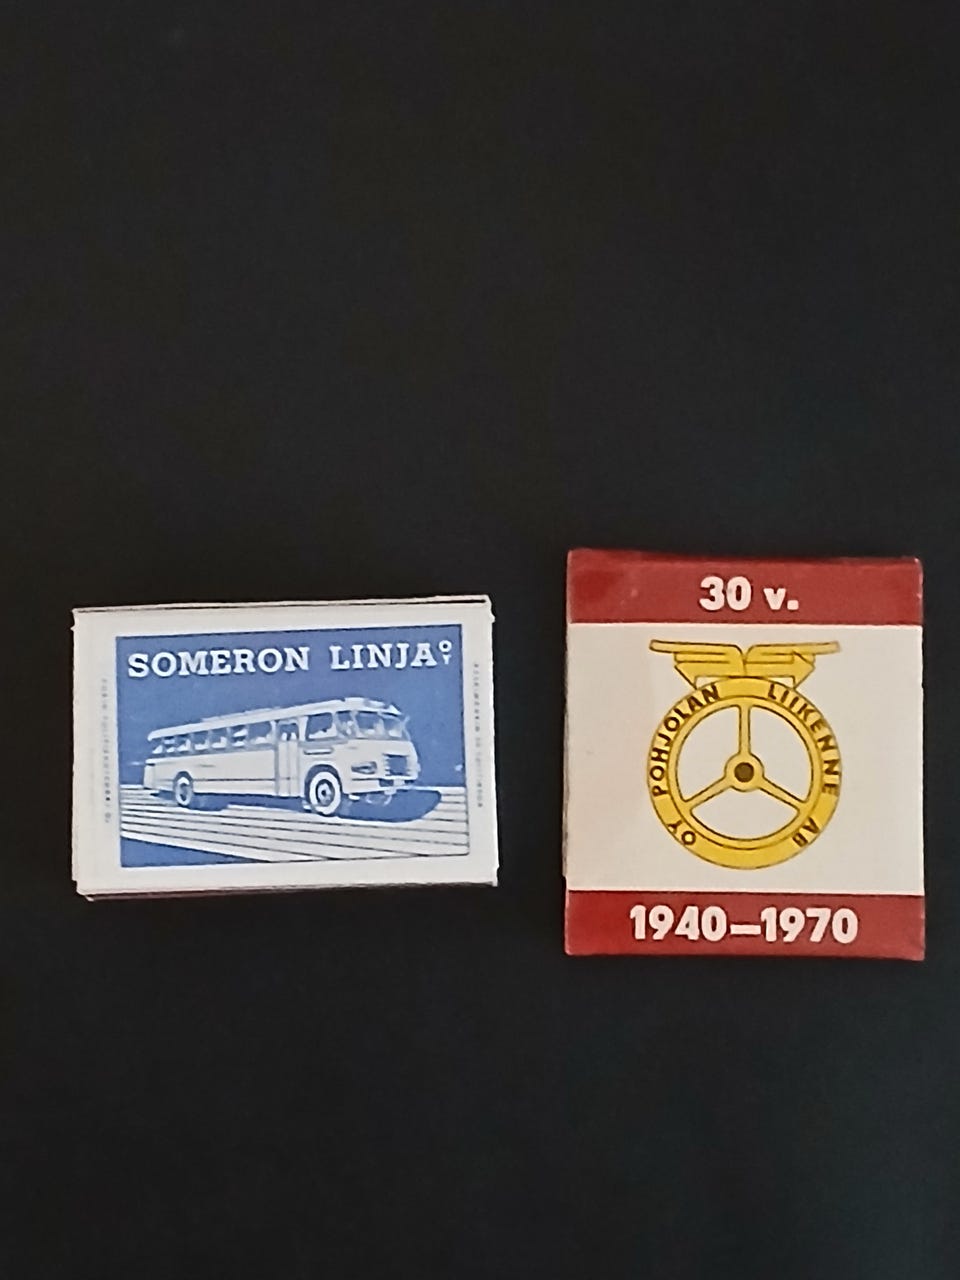 SOMERON LINJA OY
30 v.
OY POHJOLAN LIIKENNE AB
1940–1970